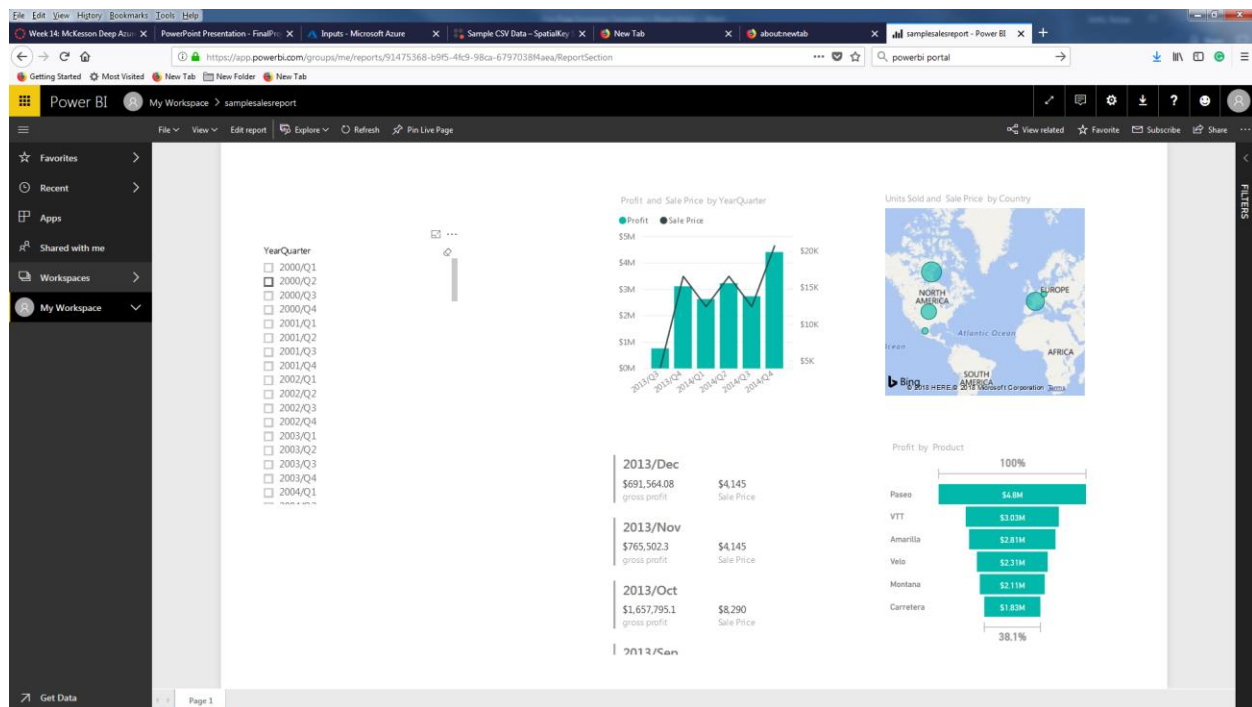 File Edit View History Bookmarks Tools Help
Week 14: McKesson Deep Azur
PowerPoint Presentation - FinalPro
Inputs - Microsoft Azure
Sample CSV Data – SpatialKey
New Tab
about:newtab
samplesalesreport - Power BI
https://app.powerbi.com/groups/me/reports/91475368-b9f5-4fc9-98ca-6797038f4aea/ReportSection
powerbi portal
Getting Started Most Visited New Tab New Folder New Tab
Power BI My Workspace > samplesalesreport
File View Edit report Explore Refresh Pin Live Page
View related Favorite Subscribe Share
Favorites
Recent
Apps
Shared with me
Workspaces
My Workspace
Get Data
YearQuarter
2000/Q1
2000/Q2
2000/Q3
2000/Q4
2001/Q1
2001/Q2
2001/Q3
2001/Q4
2002/Q1
2002/Q2
2002/Q3
2002/Q4
2003/Q1
2003/Q2
2003/Q3
2003/Q4
2004/Q1
Profit and Sale Price by YearQuarter
Profit Sale Price
$5M
$4M
$3M
$2M
$1M
$0M
$20K
$15K
$10K
$5K
2013/Q3 2013/Q4 2014/Q1 2014/Q2 2014/Q3 2014/Q4
Units Sold and Sale Price by Country
NORTH AMERICA
EUROPE
Atlantic Ocean
AFRICA
SOUTH AMERICA
Bing
© 2018 HERE © 2018 Microsoft Corporation Terms
2013/Dec
$691,564.08 $4,145
gross profit Sale Price
2013/Nov
$765,502.3 $4,145
gross profit Sale Price
2013/Oct
$1,657,795.1 $8,290
gross profit Sale Price
2013/Sep
Profit by Product
100%
Paseo $4.8M
VTT $3.03M
Amarilla $2.81M
Velo $2.31M
Montana $2.11M
Carretera $1.83M
38.1%
FILTERS
Page 1